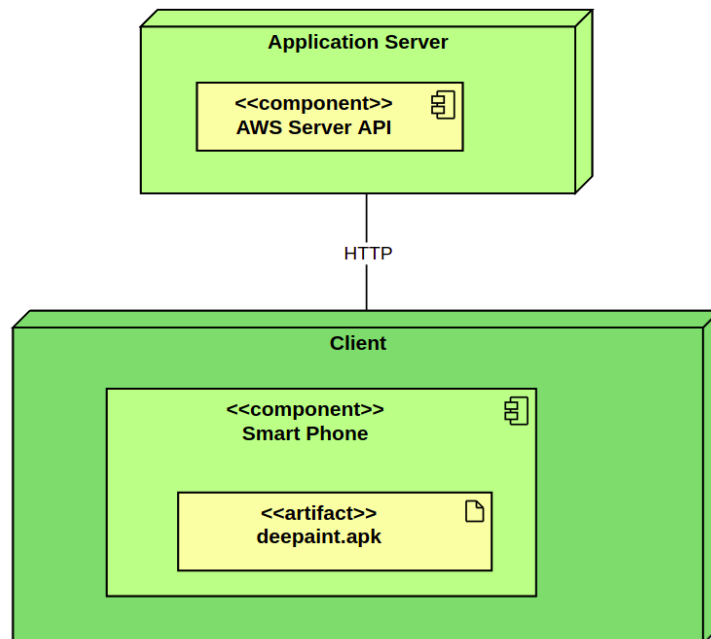 Application Server
<<component>>
AWS Server API
HTTP
Client
<<component>>
Smart Phone
<<artifact>>
deepaint.apk